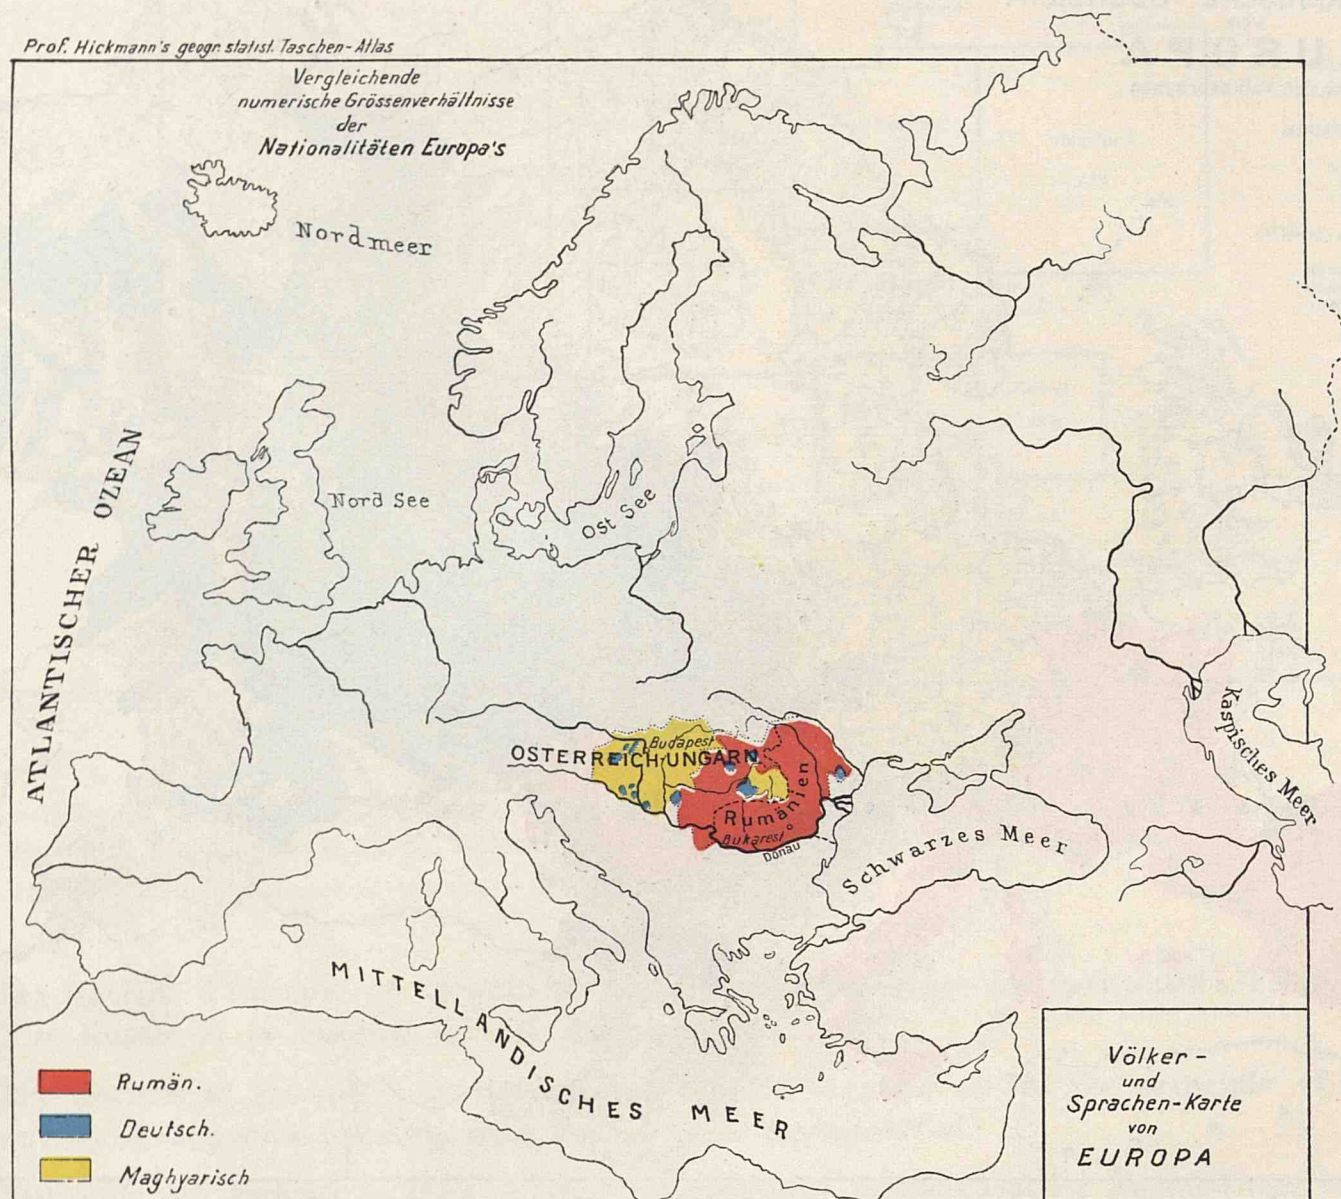 Prof. Hickmann's geogr. statist. Taschen-Atlas
Vergleichende
numerische Grössenverhältnisse
der
Nationalitäten Europa's
Nordmeer
ATLANTISCHER OZEAN
Nord See
Ost See
Budapest
OSTERREICH-UNGARN
Rumänien
Bukarest
Donau
Kaspisches Meer
Schwarzes Meer
MITTELLANDISCHES MEER
Rumän.
Deutsch.
Maghyarisch
Völker -
und
Sprachen-Karte
von
EUROPA